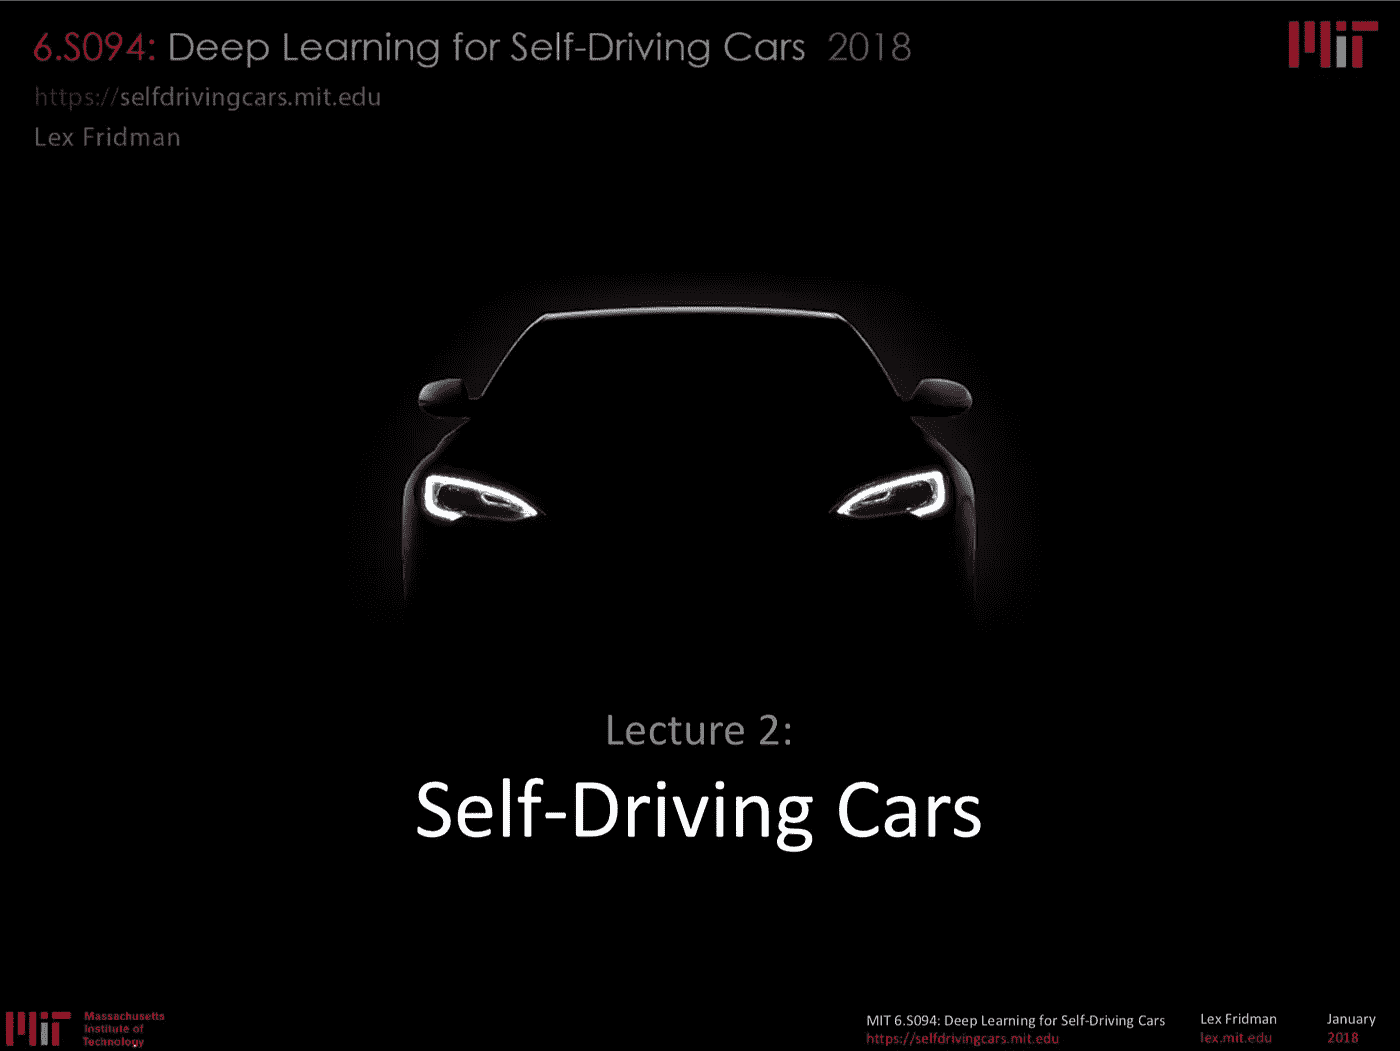 6.S094: Deep Learning for Self-Driving Cars 2018
https://selfdrivingcars.mit.edu
Lex Fridman
MIT
Lecture 2:
Self-Driving Cars
MIT
Massachusetts
Institute of
Technology
MIT 6.S094: Deep Learning for Self-Driving Cars
https://selfdrivingcars.mit.edu
Lex Fridman
lex.mit.edu
January
2018